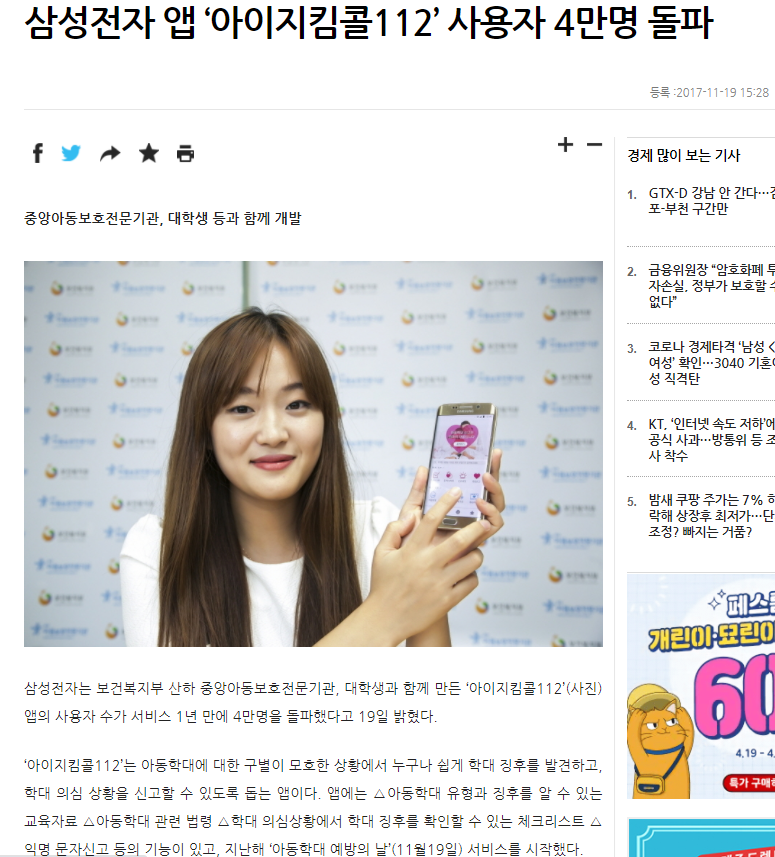 삼성전자 앱 ‘아이지킴콜112’ 사용자 4만명 돌파
등록 :2017-11-19 15:28
중앙아동보호전문기관, 대학생 등과 함께 개발
삼성전자는 보건복지부 산하 중앙아동보호전문기관, 대학생과 함께 만든 ‘아이지킴콜112’(사진)
앱의 사용자 수가 서비스 1년 만에 4만명을 돌파했다고 19일 밝혔다.
‘아이지킴콜112’는 아동학대에 대한 구별이 모호한 상황에서 누구나 쉽게 학대 징후를 발견하고,
학대 의심 상황을 신고할 수 있도록 돕는 앱이다. 앱에는 △아동학대 유형과 징후를 알 수 있는
교육자료 △아동학대 관련 법령 △학대 의심상황에서 학대 징후를 확인할 수 있는 체크리스트 △
익명 문자신고 등의 기능이 있고, 지난해 ‘아동학대 예방의 날’(11월19일) 서비스를 시작했다.
경제 많이 보는 기사
1. GTX-D 강남 안 간다…김
포-부천 구간만
2. 금융위원장 “암호화폐 투
자손실, 정부가 보호할 수
없다”
3. 코로나 경제타격 ‘남성 <
여성’ 확인…3040 기혼여
성 직격탄
4. KT, ‘인터넷 속도 저하’에
공식 사과…방통위 등 조
사 착수
5. 밤새 쿠팡 주가는 7% 하
락해 상장후 최저가…단
조정? 빠지는 거품?
개린이·묘린이
60
4.19 -
특가 구매